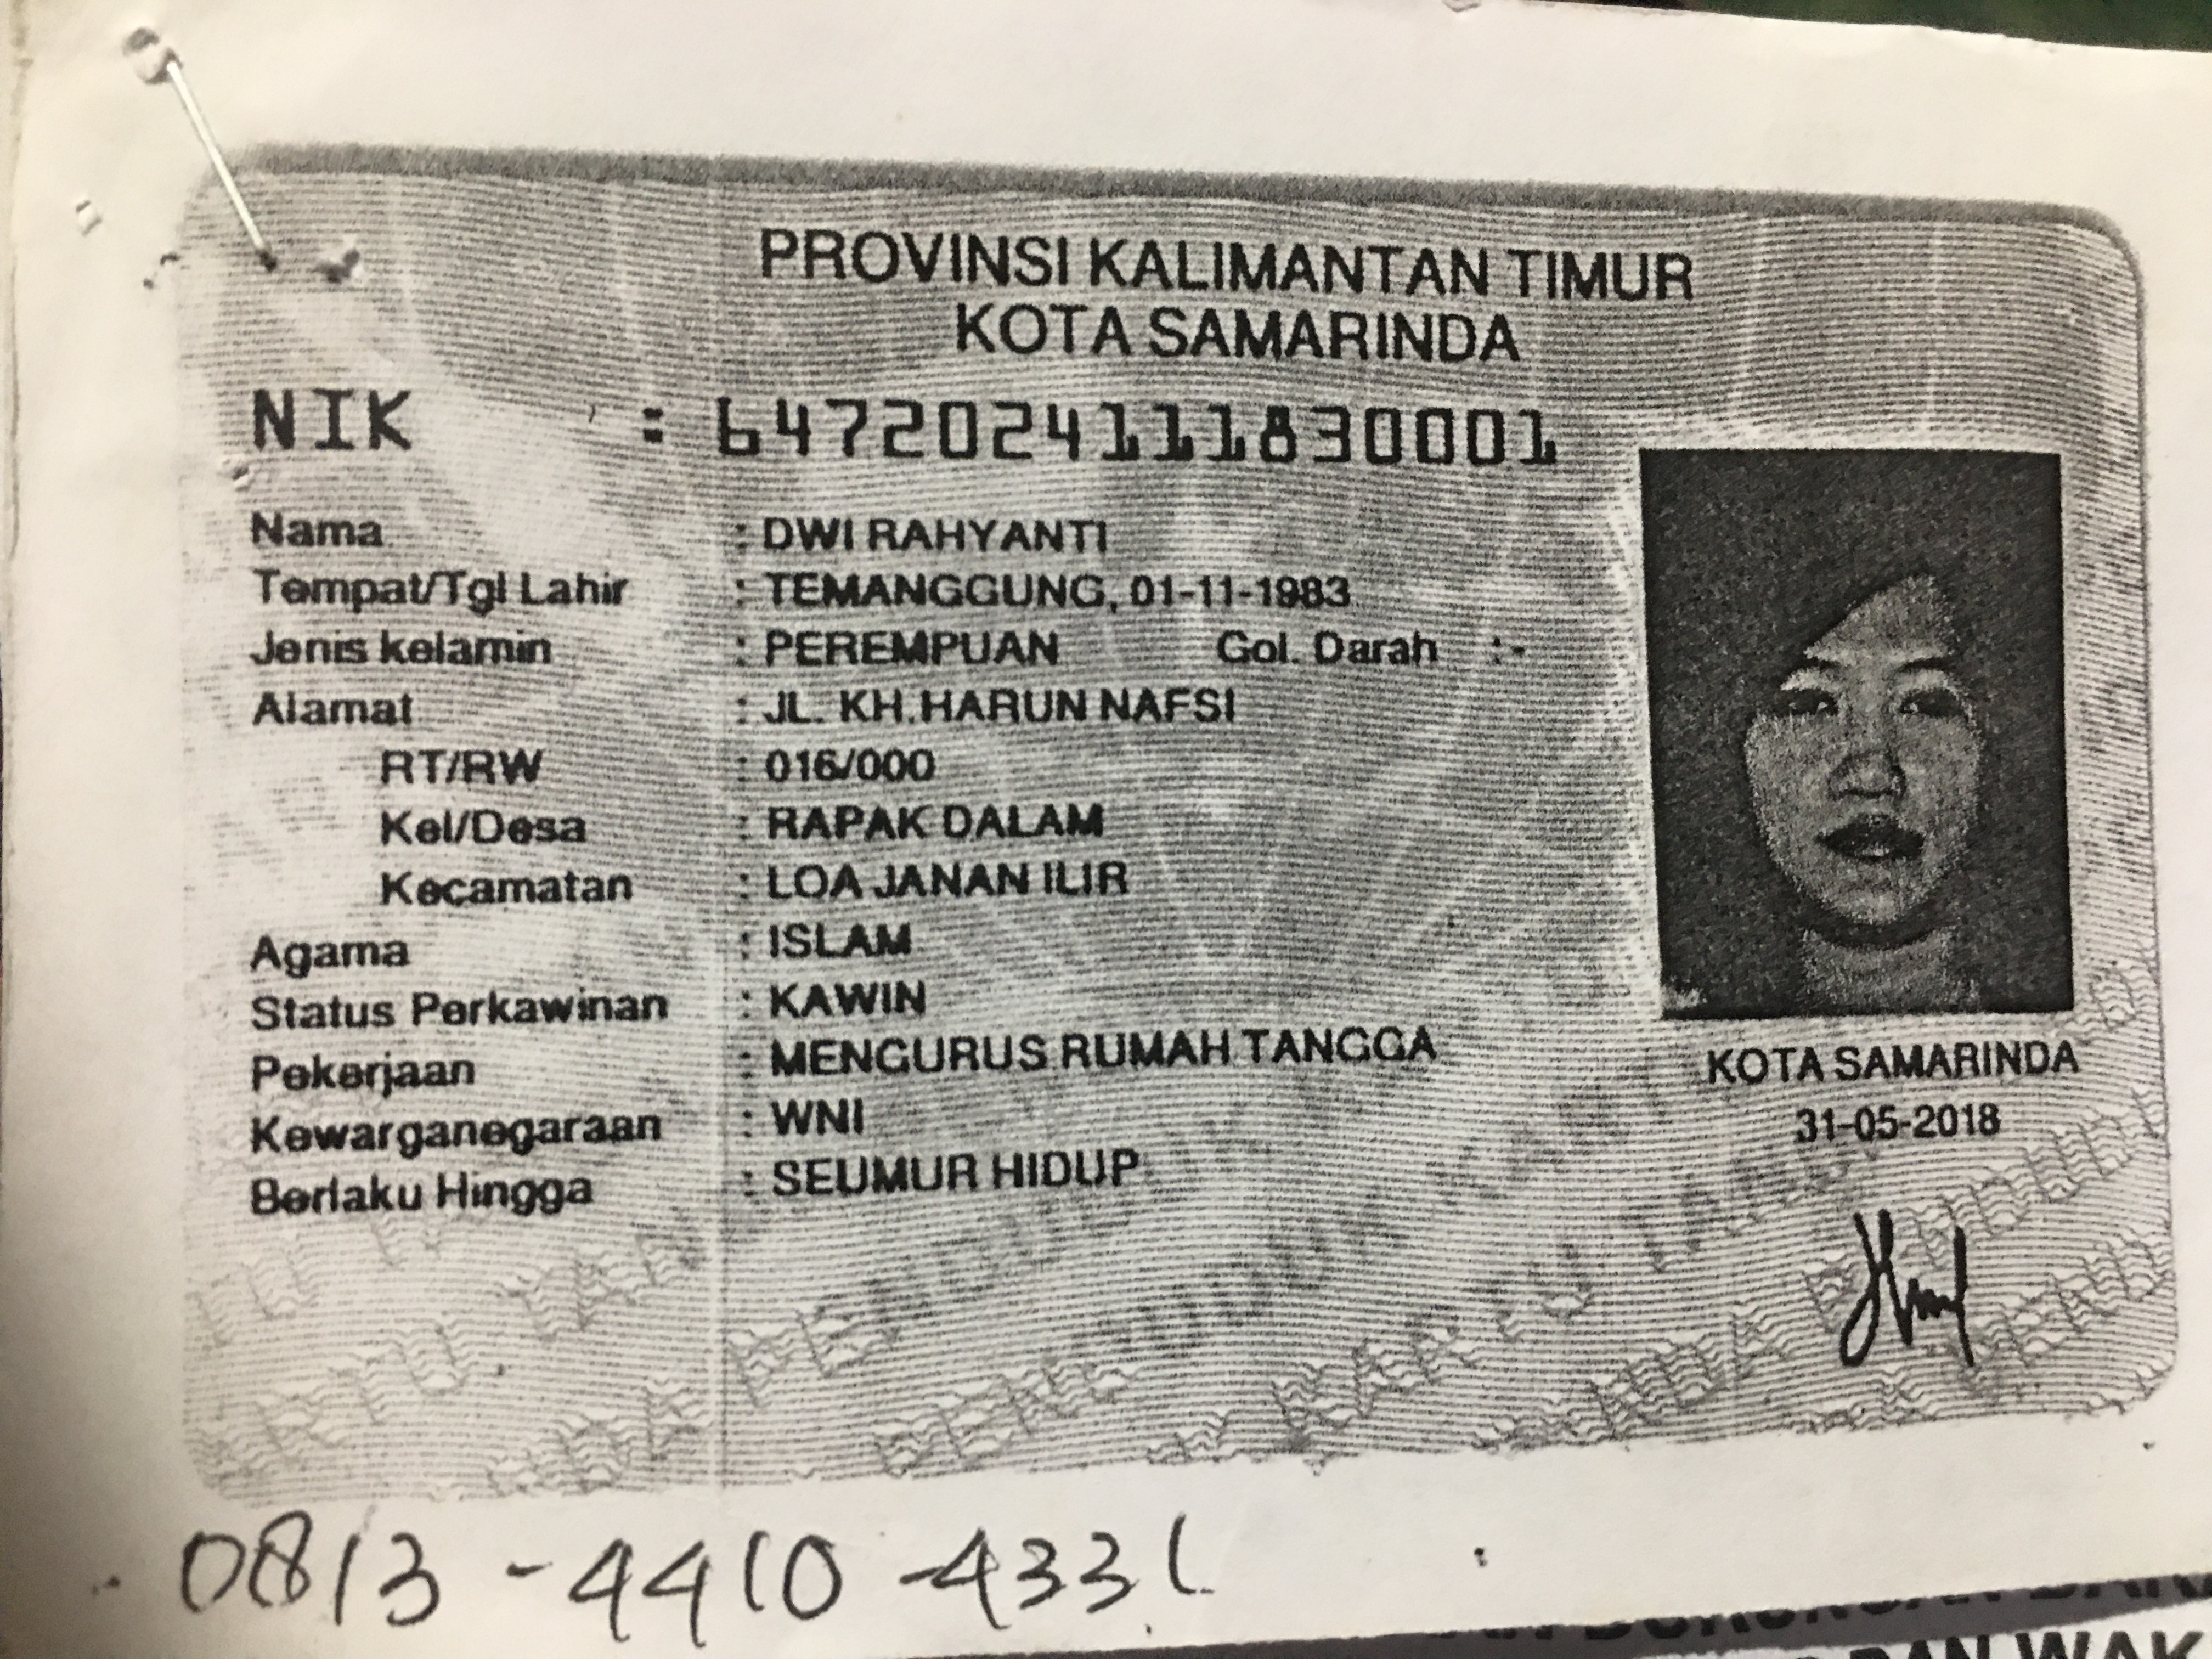 PROVINSI KALIMANTAN TIMUR
KOTA SAMARINDA
NIK : 6472024111830001
Nama : DWI RAHYANTI
Tempat/Tgl Lahir : TEMANGGUNG, 01-11-1983
Jenis kelamin : PEREMPUAN Gol. Darah : -
Alamat : JL. KH.HARUN NAFSI
RT/RW : 016/000
Kel/Desa : RAPAK DALAM
Kecamatan : LOA JANAN ILIR
Agama : ISLAM
Status Perkawinan : KAWIN
Pekerjaan : MENGURUS RUMAH TANGGA
Kewarganegaraan : WNI
Berlaku Hingga : SEUMUR HIDUP
KOTA SAMARINDA
31-05-2018
0813-4410-4331